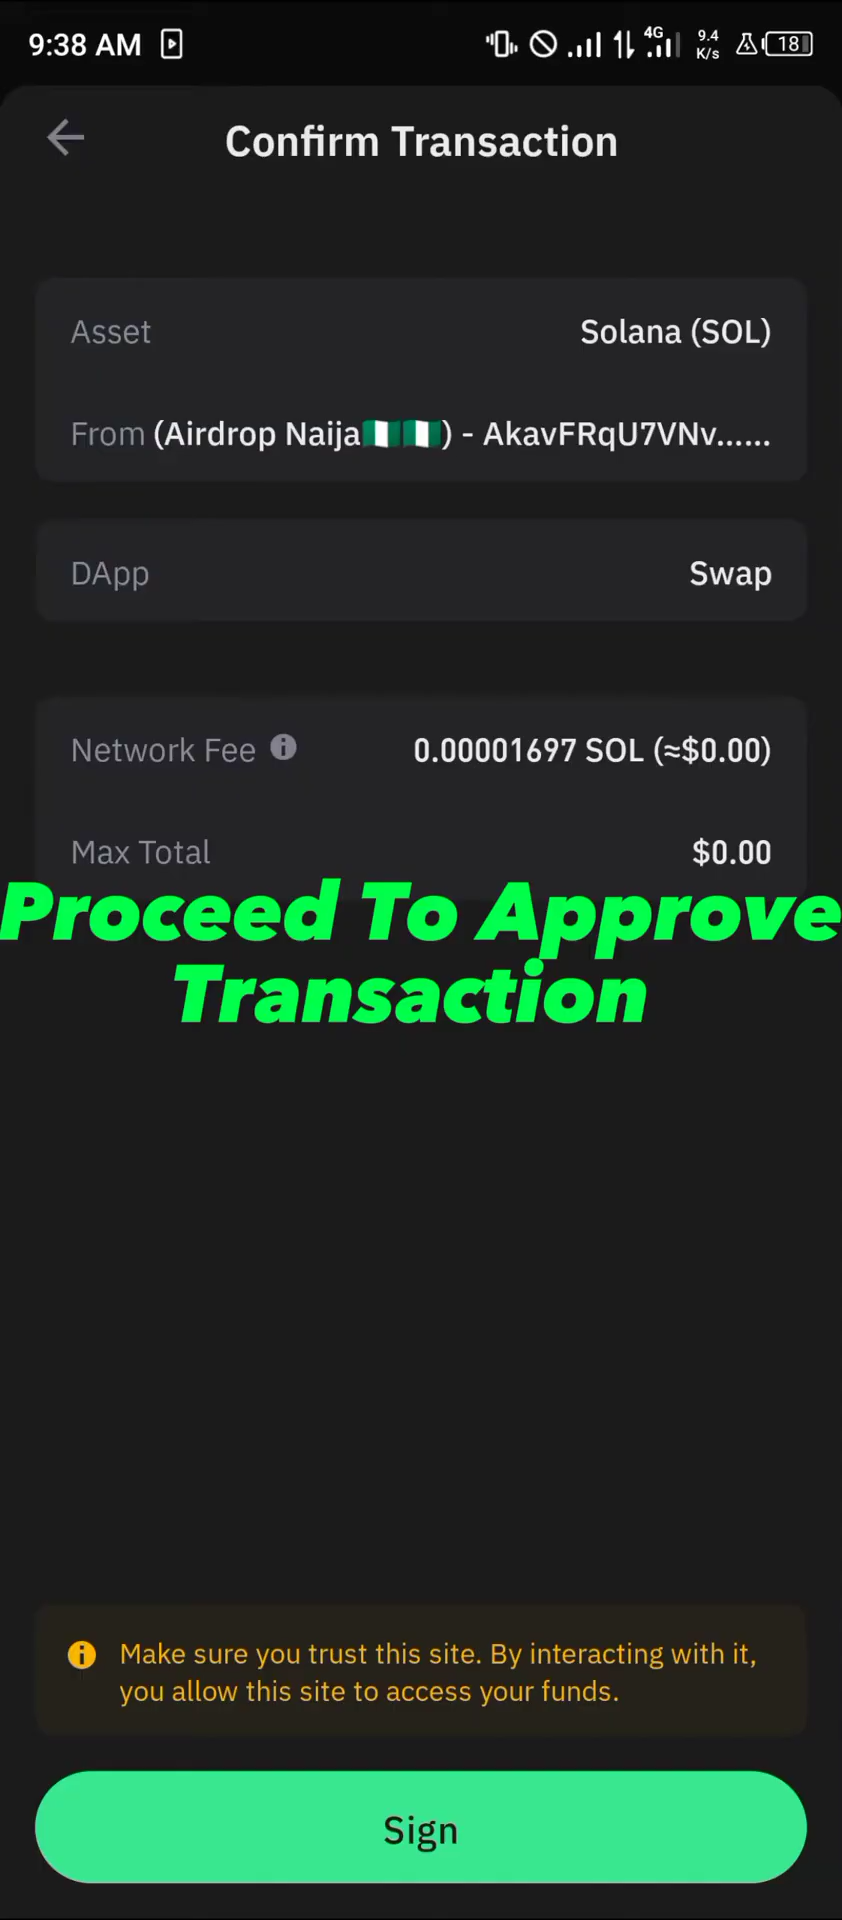 9:38 AM 4G 9.4 K/s 18
Confirm Transaction
Asset Solana (SOL)
From (Airdrop Naija🇳🇬🇳🇬) - AkavFRqU7VNv......
DApp Swap
Network Fee 0.00001697 SOL (≈$0.00)
Max Total $0.00
Proceed To Approve
Transaction
Make sure you trust this site. By interacting with it,
you allow this site to access your funds.
Sign